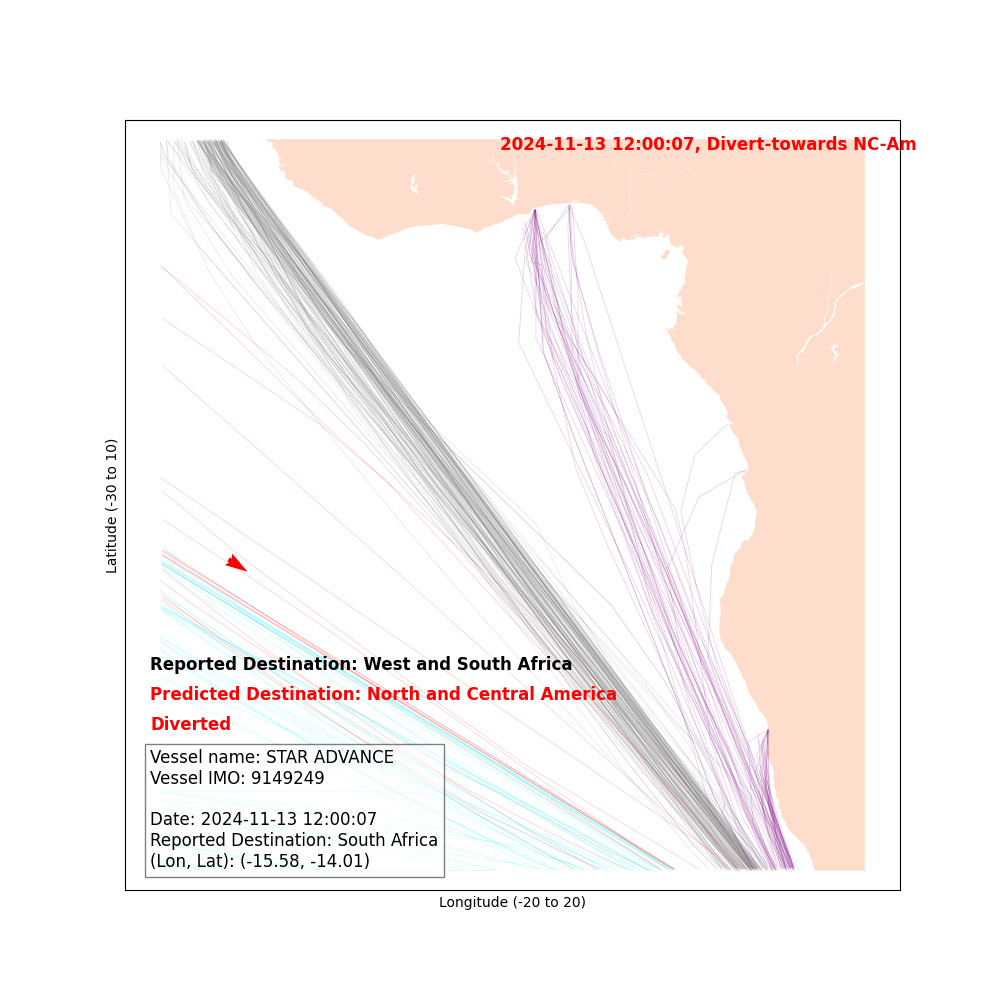 2024-11-13 12:00:07, Divert-towards NC-Am
Latitude (-30 to 10)
Reported Destination: West and South Africa
Predicted Destination: North and Central America
Diverted
Vessel name: STAR ADVANCE
Vessel IMO: 9149249
Date: 2024-11-13 12:00:07
Reported Destination: South Africa
(Lon, Lat): (-15.58, -14.01)
Longitude (-20 to 20)